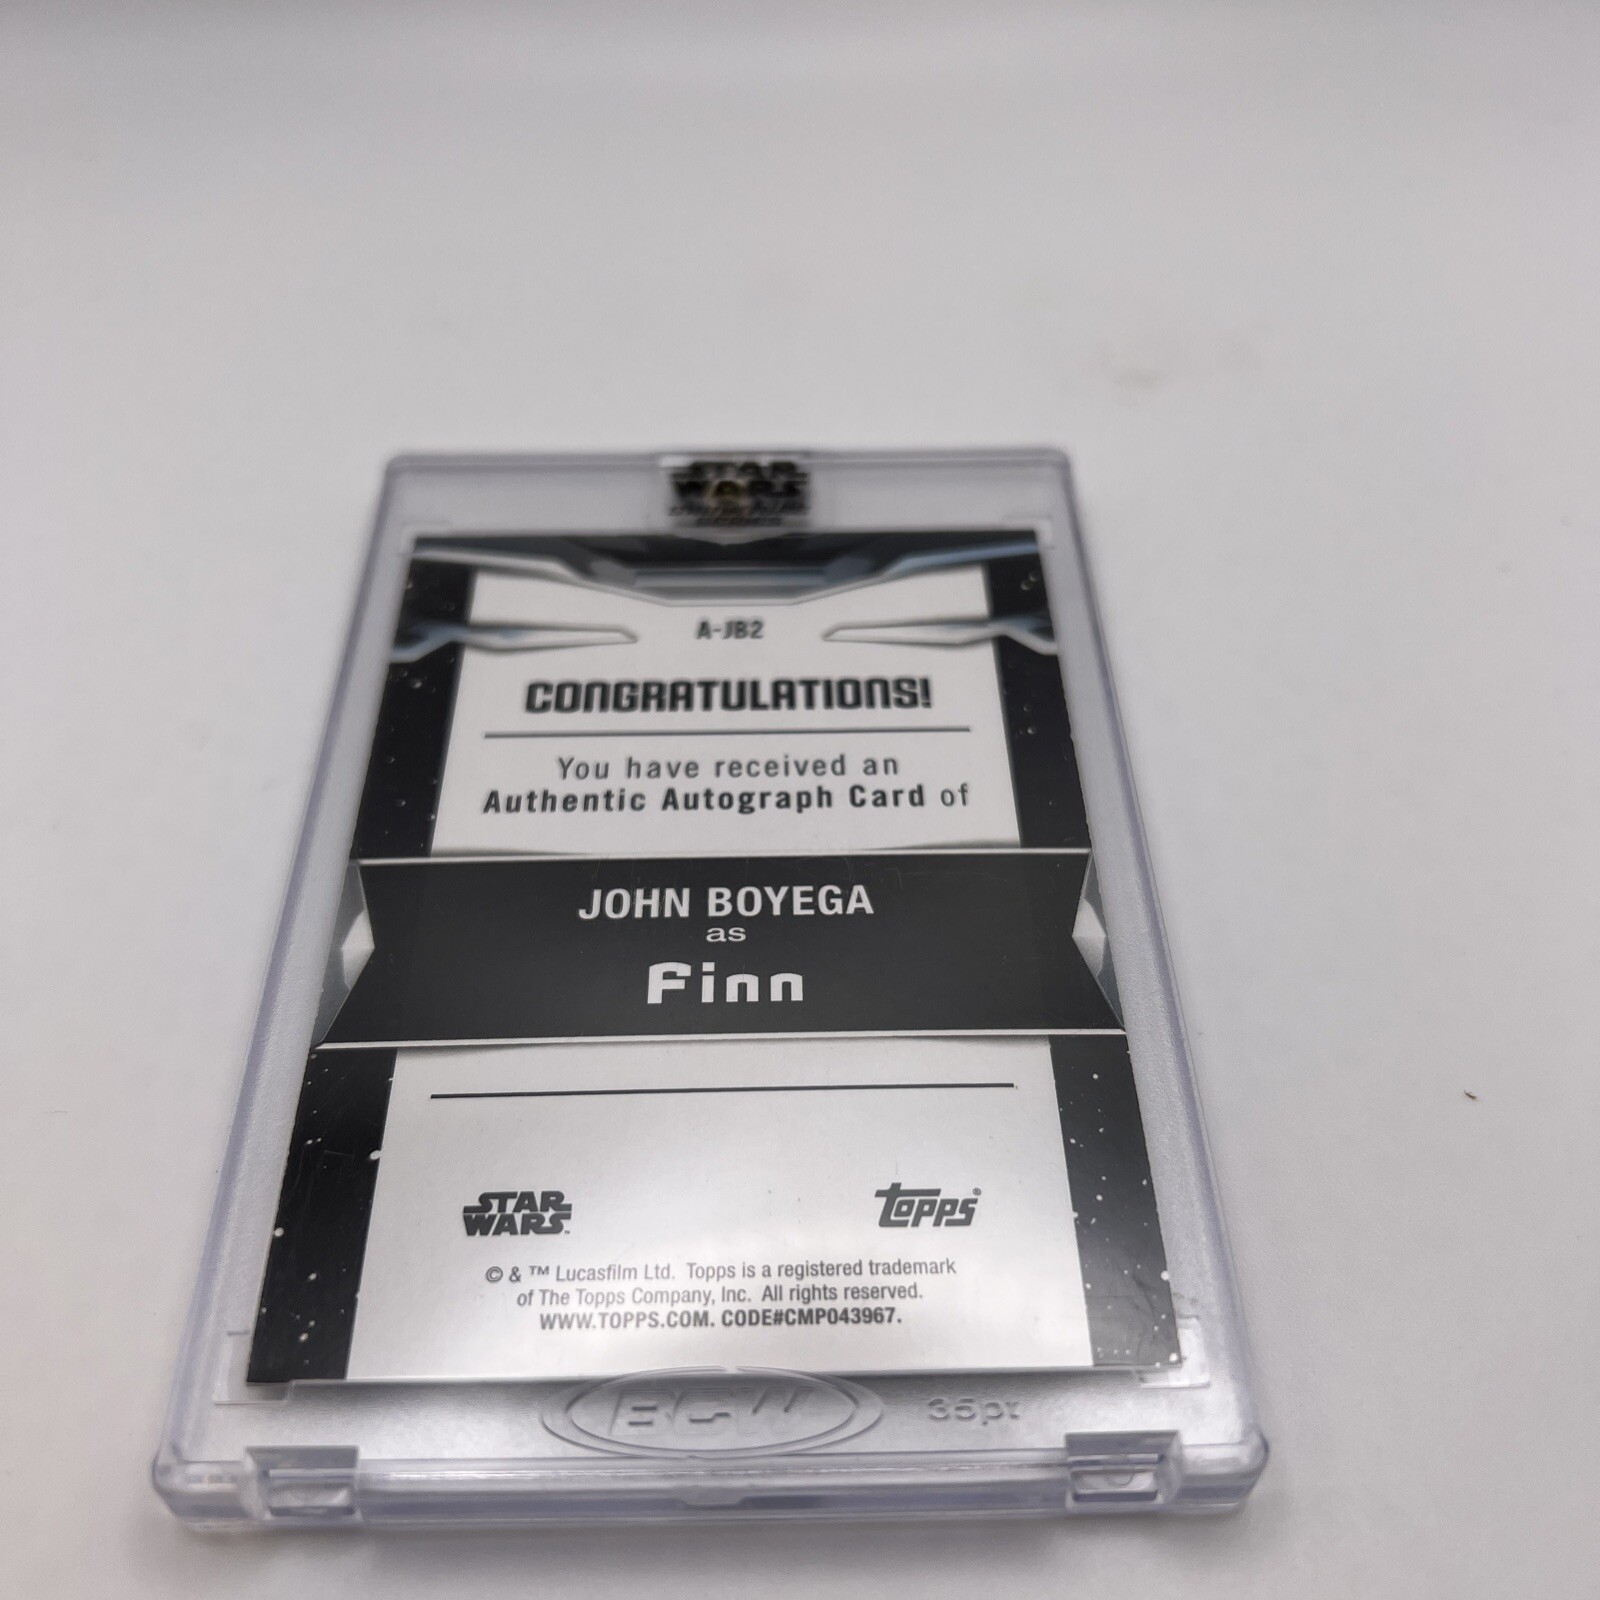 STAR
WARS
A-JB2
CONGRATULATIONS!
You have received an
Authentic Autograph Card of
JOHN BOYEGA
as
Finn
STAR
WARS
TOPPS®
© & ™ Lucasfilm Ltd. Topps is a registered trademark
of The Topps Company, Inc. All rights reserved.
WWW.TOPPS.COM. CODE#CMP043967.
BCW
35pt